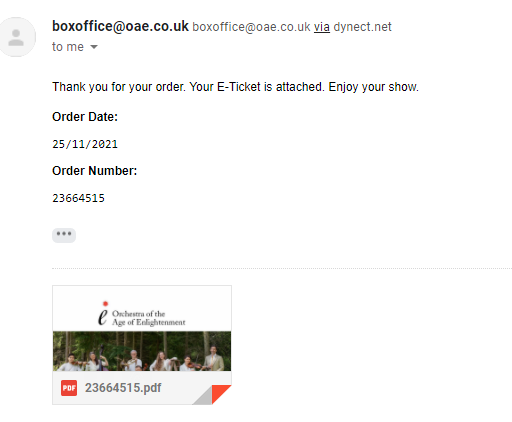 boxoffice@oae.co.uk boxoffice@oae.co.uk via dynect.net
to me
Thank you for your order. Your E-Ticket is attached. Enjoy your show.
Order Date:
25/11/2021
Order Number:
23664515
e Orchestra of the
Age of Enlightenment
PDF 23664515.pdf